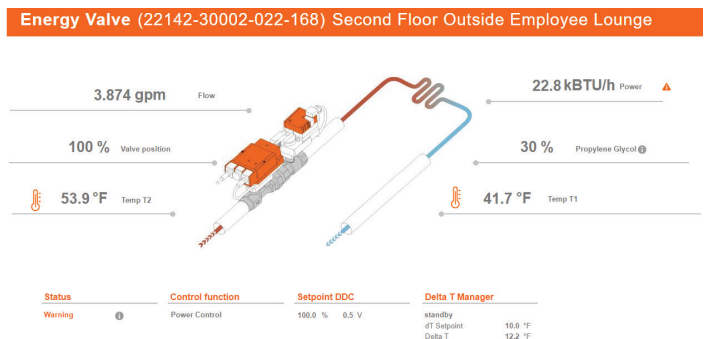 Energy Valve (22142-30002-022-168) Second Floor Outside Employee Lounge
3.874 gpm Flow
22.8 kBTU/h Power
100 % Valve position
30 % Propylene Glycol
53.9 °F Temp T2
41.7 °F Temp T1
Status Control function Setpoint DDC Delta T Manager
Warning Power Control 100.0 % 0.5 V standby
dT Setpoint 10.0 °F
Delta T 12.2 °F